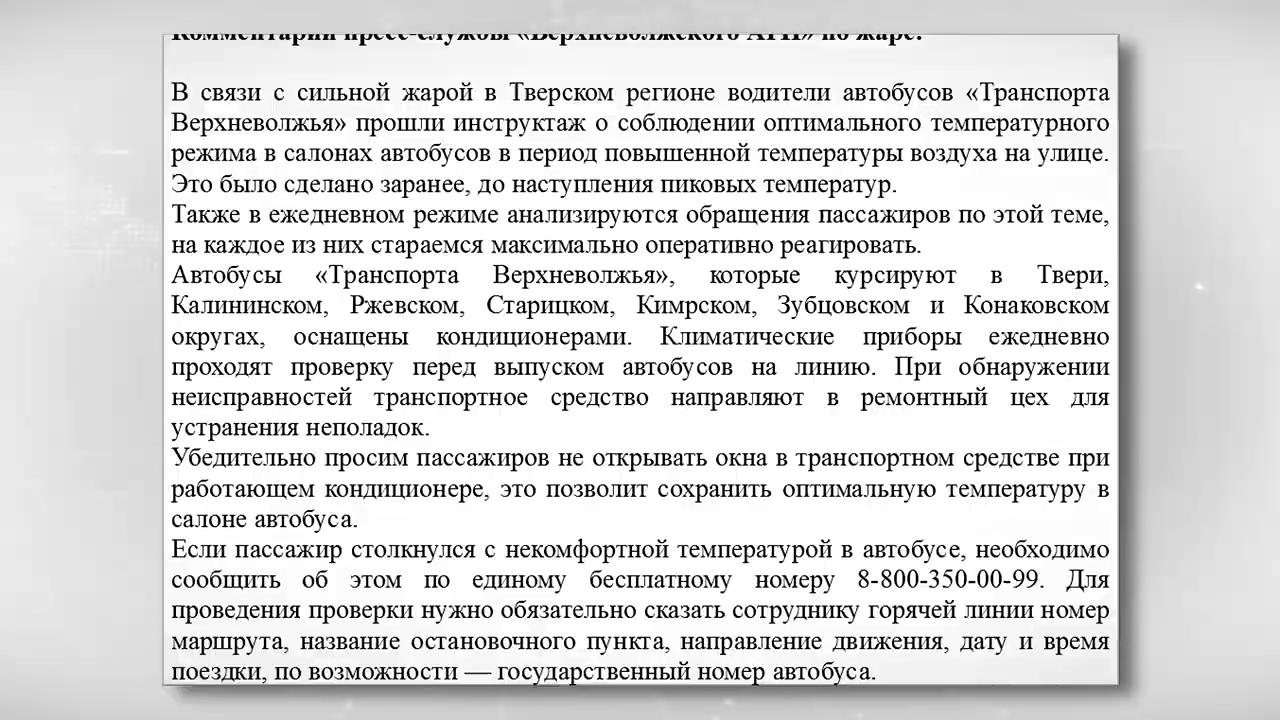 Комментарий пресс-службы «Верхневолжского АТП» по жаре.
В связи с сильной жарой в Тверском регионе водители автобусов «Транспорта
Верхневолжья» прошли инструктаж о соблюдении оптимального температурного
режима в салонах автобусов в период повышенной температуры воздуха на улице.
Это было сделано заранее, до наступления пиковых температур.
Также в ежедневном режиме анализируются обращения пассажиров по этой теме,
на каждое из них стараемся максимально оперативно реагировать.
Автобусы «Транспорта Верхневолжья», которые курсируют в Твери,
Калининском, Ржевском, Старицком, Кимрском, Зубцовском и Конаковском
округах, оснащены кондиционерами. Климатические приборы ежедневно
проходят проверку перед выпуском автобусов на линию. При обнаружении
неисправностей транспортное средство направляют в ремонтный цех для
устранения неполадок.
Убедительно просим пассажиров не открывать окна в транспортном средстве при
работающем кондиционере, это позволит сохранить оптимальную температуру в
салоне автобуса.
Если пассажир столкнулся с некомфортной температурой в автобусе, необходимо
сообщить об этом по единому бесплатному номеру 8-800-350-00-99. Для
проведения проверки нужно обязательно сказать сотруднику горячей линии номер
маршрута, название остановочного пункта, направление движения, дату и время
поездки, по возможности — государственный номер автобуса.